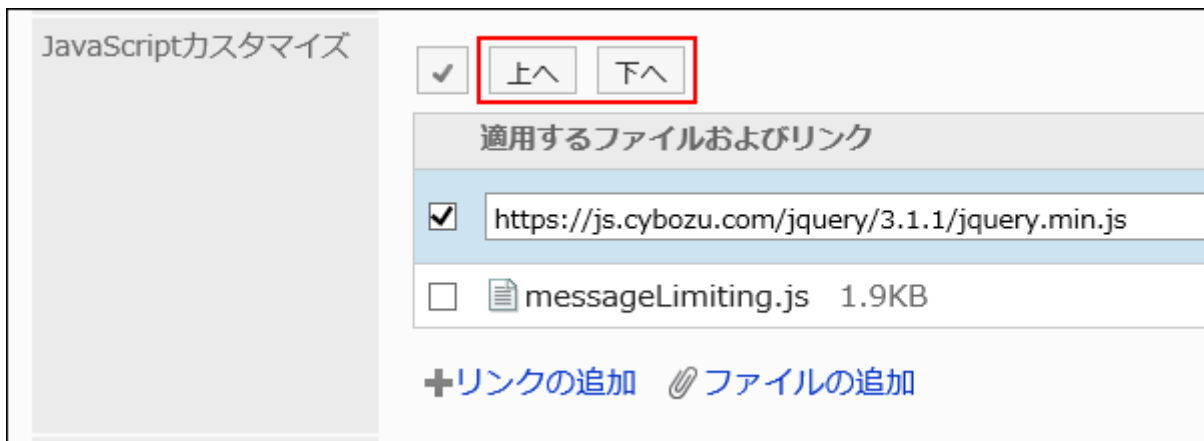 JavaScriptカスタマイズ
上へ 下へ
適用するファイルおよびリンク
https://js.cybozu.com/jquery/3.1.1/jquery.min.js
messageLimiting.js 1.9KB
リンクの追加 ファイルの追加